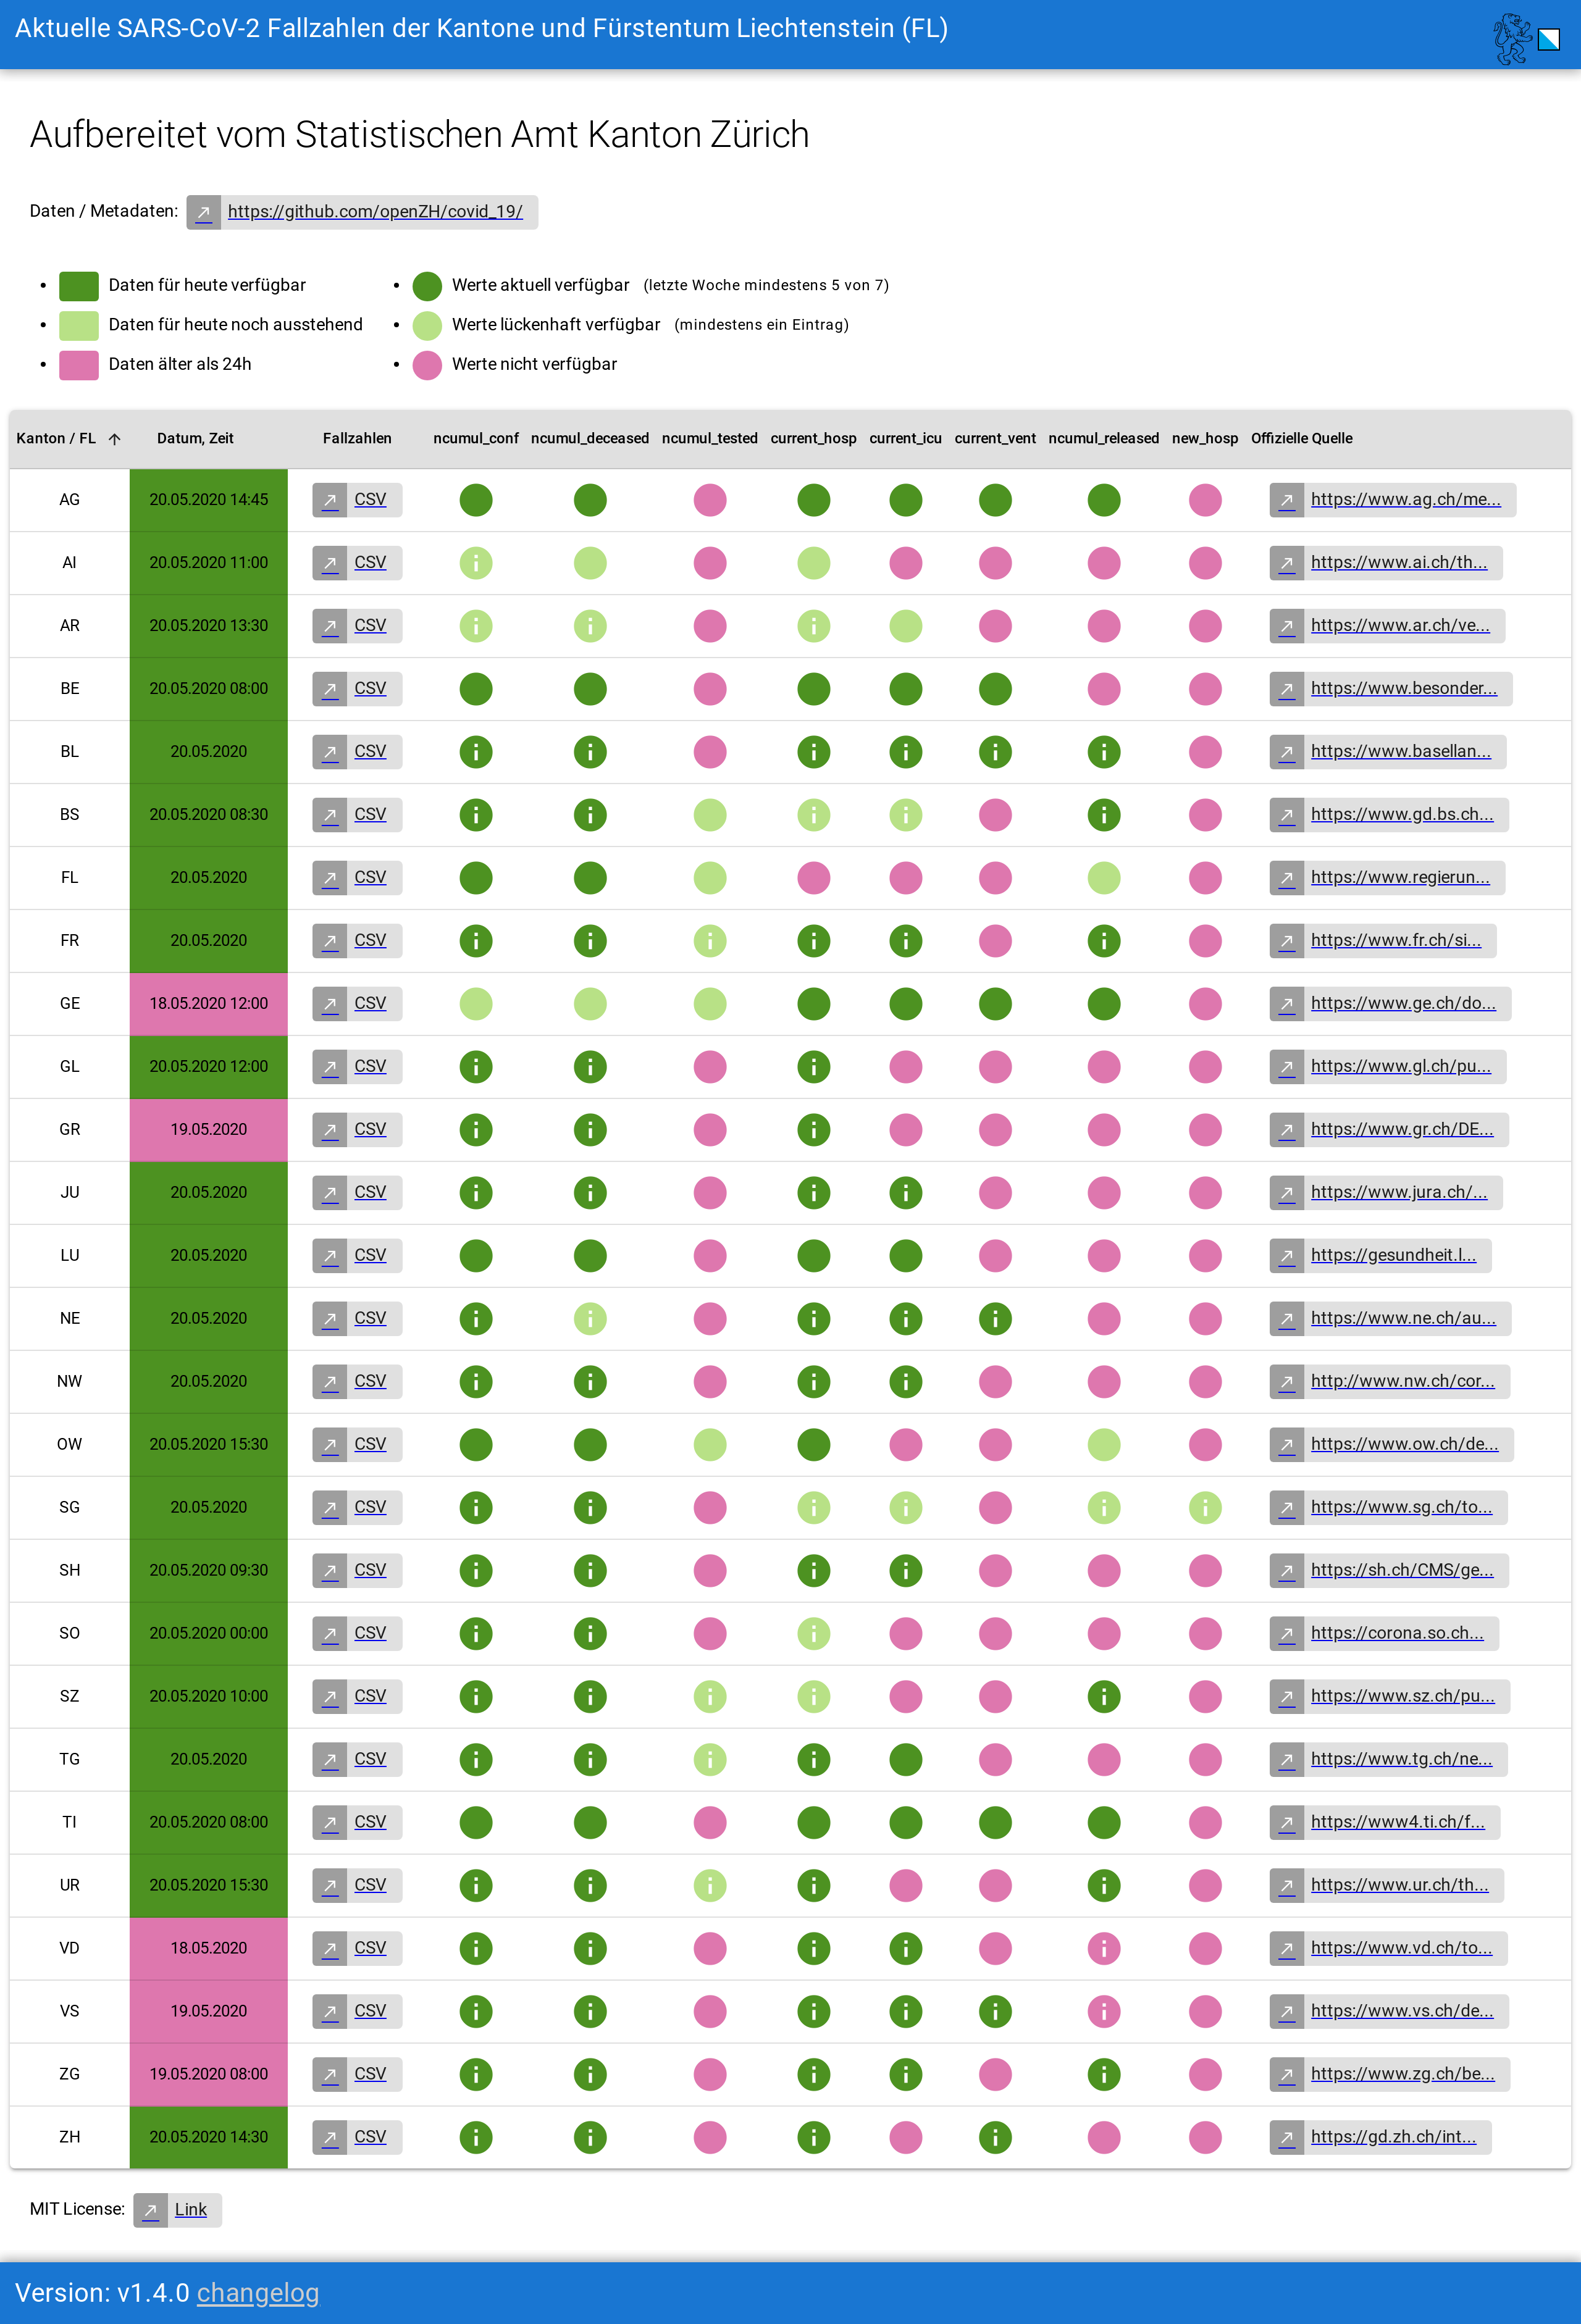 Aktuelle SARS-CoV-2 Fallzahlen der Kantone und Fürstentum Liechtenstein (FL)
Aufbereitet vom Statistischen Amt Kanton Zürich
Daten / Metadaten: https://github.com/openZH/covid_19/
Daten für heute verfügbar
Daten für heute noch ausstehend
Daten älter als 24h
Werte aktuell verfügbar (letzte Woche mindestens 5 von 7)
Werte lückenhaft verfügbar (mindestens ein Eintrag)
Werte nicht verfügbar
Kanton / FL Datum, Zeit Fallzahlen ncumul_conf ncumul_deceased ncumul_tested current_hosp current_icu current_vent ncumul_released new_hosp Offizielle Quelle
AG 20.05.2020 14:45 CSV https://www.ag.ch/me...
AI 20.05.2020 11:00 CSV https://www.ai.ch/th...
AR 20.05.2020 13:30 CSV https://www.ar.ch/ve...
BE 20.05.2020 08:00 CSV https://www.besonder...
BL 20.05.2020 CSV https://www.basellan...
BS 20.05.2020 08:30 CSV https://www.gd.bs.ch...
FL 20.05.2020 CSV https://www.regierun...
FR 20.05.2020 CSV https://www.fr.ch/si...
GE 18.05.2020 12:00 CSV https://www.ge.ch/do...
GL 20.05.2020 12:00 CSV https://www.gl.ch/pu...
GR 19.05.2020 CSV https://www.gr.ch/DE...
JU 20.05.2020 CSV https://www.jura.ch/...
LU 20.05.2020 CSV https://gesundheit.l...
NE 20.05.2020 CSV https://www.ne.ch/au...
NW 20.05.2020 CSV http://www.nw.ch/cor...
OW 20.05.2020 15:30 CSV https://www.ow.ch/de...
SG 20.05.2020 CSV https://www.sg.ch/to...
SH 20.05.2020 09:30 CSV https://sh.ch/CMS/ge...
SO 20.05.2020 00:00 CSV https://corona.so.ch...
SZ 20.05.2020 10:00 CSV https://www.sz.ch/pu...
TG 20.05.2020 CSV https://www.tg.ch/ne...
TI 20.05.2020 08:00 CSV https://www4.ti.ch/f...
UR 20.05.2020 15:30 CSV https://www.ur.ch/th...
VD 18.05.2020 CSV https://www.vd.ch/to...
VS 19.05.2020 CSV https://www.vs.ch/de...
ZG 19.05.2020 08:00 CSV https://www.zg.ch/be...
ZH 20.05.2020 14:30 CSV https://gd.zh.ch/int...
MIT License: Link
Version: v1.4.0 changelog